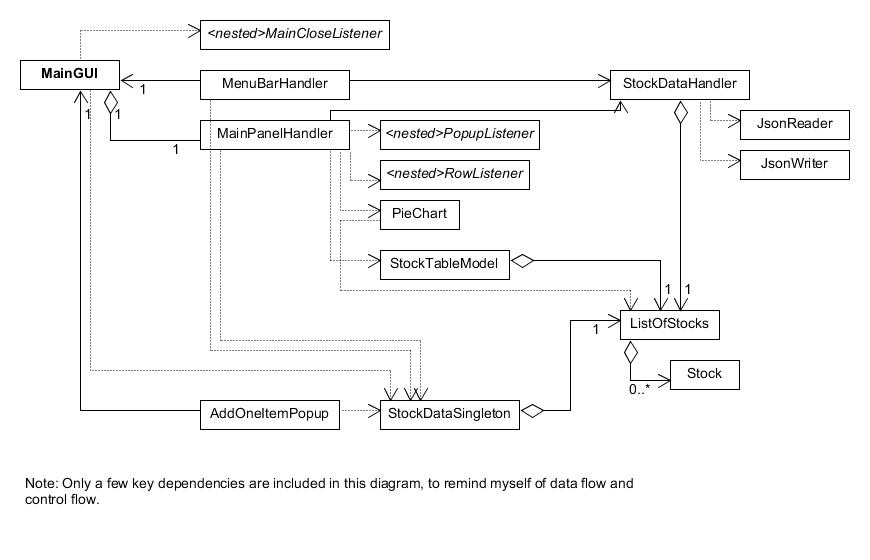 <nested>MainCloseListener
MainGUI
MenuBarHandler
StockDataHandler
1
1
1
MainPanelHandler
1
<nested>PopupListener
JsonReader
<nested>RowListener
JsonWriter
PieChart
StockTableModel
1
1
1
ListOfStocks
Stock
0..*
AddOneItemPopup
StockDataSingleton
Note: Only a few key dependencies are included in this diagram, to remind myself of data flow and
control flow.